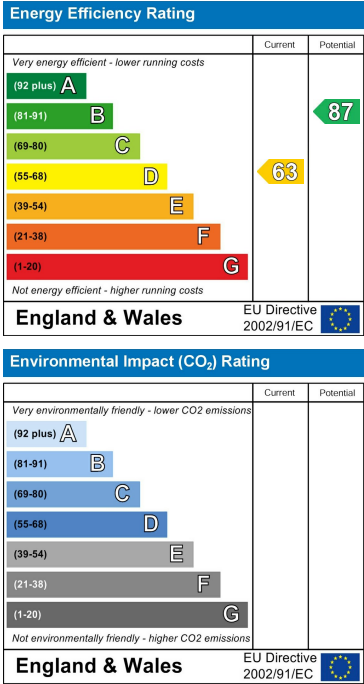 Energy Efficiency Rating
Current Potential
Very energy efficient - lower running costs
(92 plus) A
(81-91) B
87
(69-80) C
(55-68) D
63
(39-54) E
(21-38) F
(1-20) G
Not energy efficient - higher running costs
England & Wales
EU Directive
2002/91/EC
Environmental Impact (CO₂) Rating
Current Potential
Very environmentally friendly - lower CO2 emissions
(92 plus) A
(81-91) B
(69-80) C
(55-68) D
(39-54) E
(21-38) F
(1-20) G
Not environmentally friendly - higher CO2 emissions
England & Wales
EU Directive
2002/91/EC